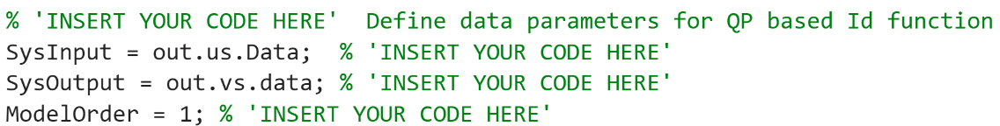 % 'INSERT YOUR CODE HERE'  Define data parameters for QP based Id function
SysInput = out.us.Data;  % 'INSERT YOUR CODE HERE'
SysOutput = out.vs.data; % 'INSERT YOUR CODE HERE'
ModelOrder = 1; % 'INSERT YOUR CODE HERE'